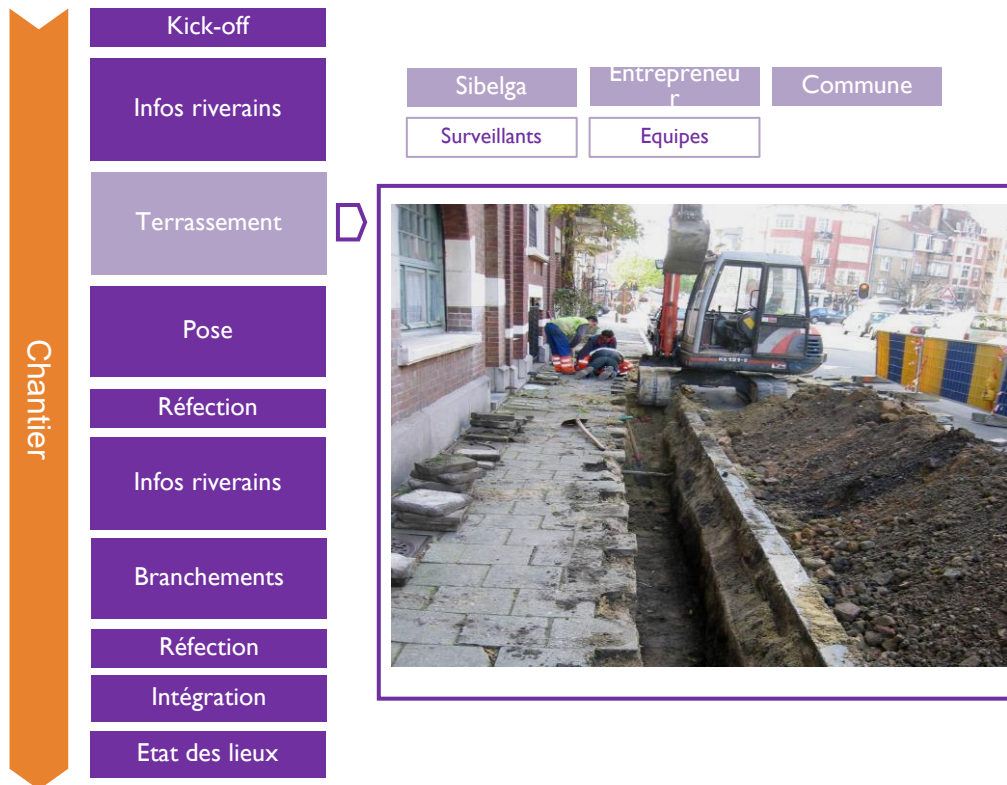 Chantier
Kick-off
Infos riverains
Terrassement
Pose
Réfection
Infos riverains
Branchements
Réfection
Intégration
Etat des lieux
Sibelga
Entrepreneu
r
Commune
Surveillants
Equipes